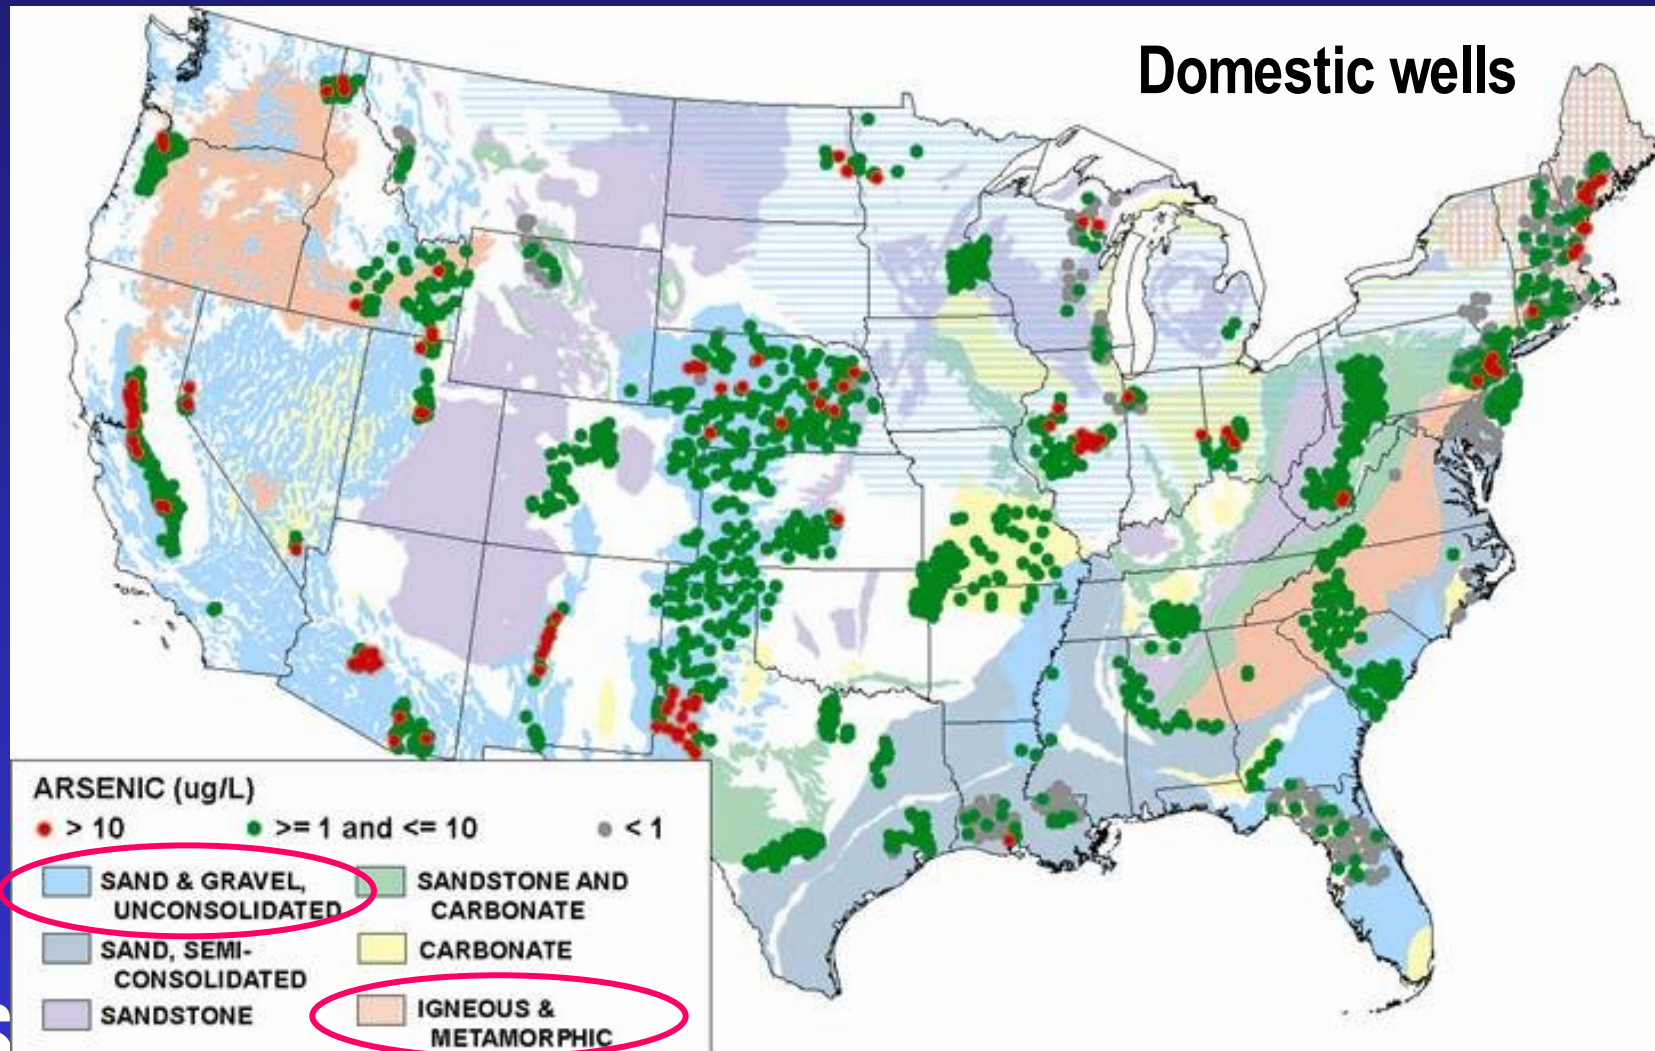 Domestic wells
ARSENIC (ug/L)
> 10
>= 1 and <= 10
< 1
SAND & GRAVEL,
UNCONSOLIDATED
SANDSTONE AND
CARBONATE
SAND, SEMI-
CONSOLIDATED
CARBONATE
SANDSTONE
IGNEOUS &
METAMORPHIC